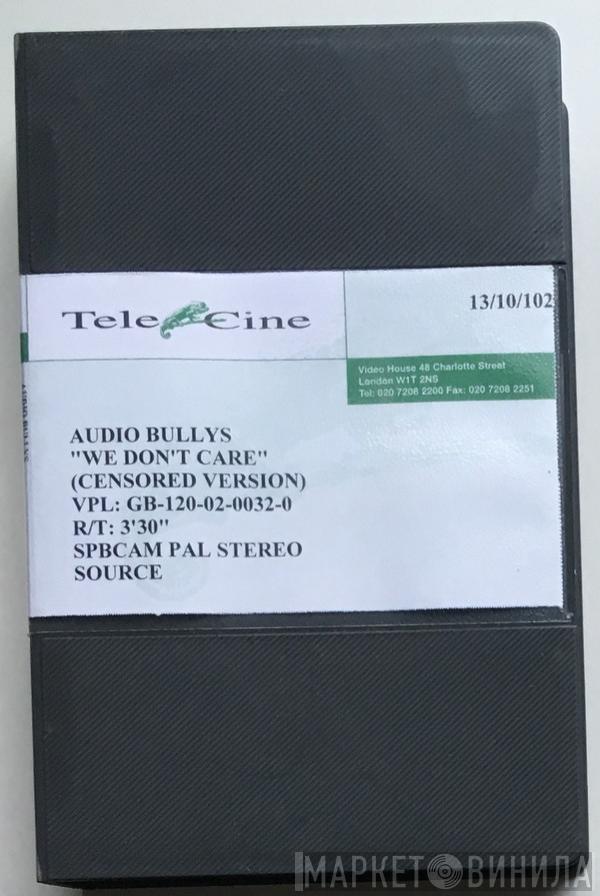 Tele Cine
13/10/102
Video House 48 Charlotte Street
London W1T 2NS
Tel: 020 7208 2200 Fax: 020 7208 2251
AUDIO BULLYS
"WE DON'T CARE"
(CENSORED VERSION)
VPL: GB-120-02-0032-0
R/T: 3'30"
SPBCAM PAL STEREO
SOURCE
МАРКЕТ ВИНИЛА